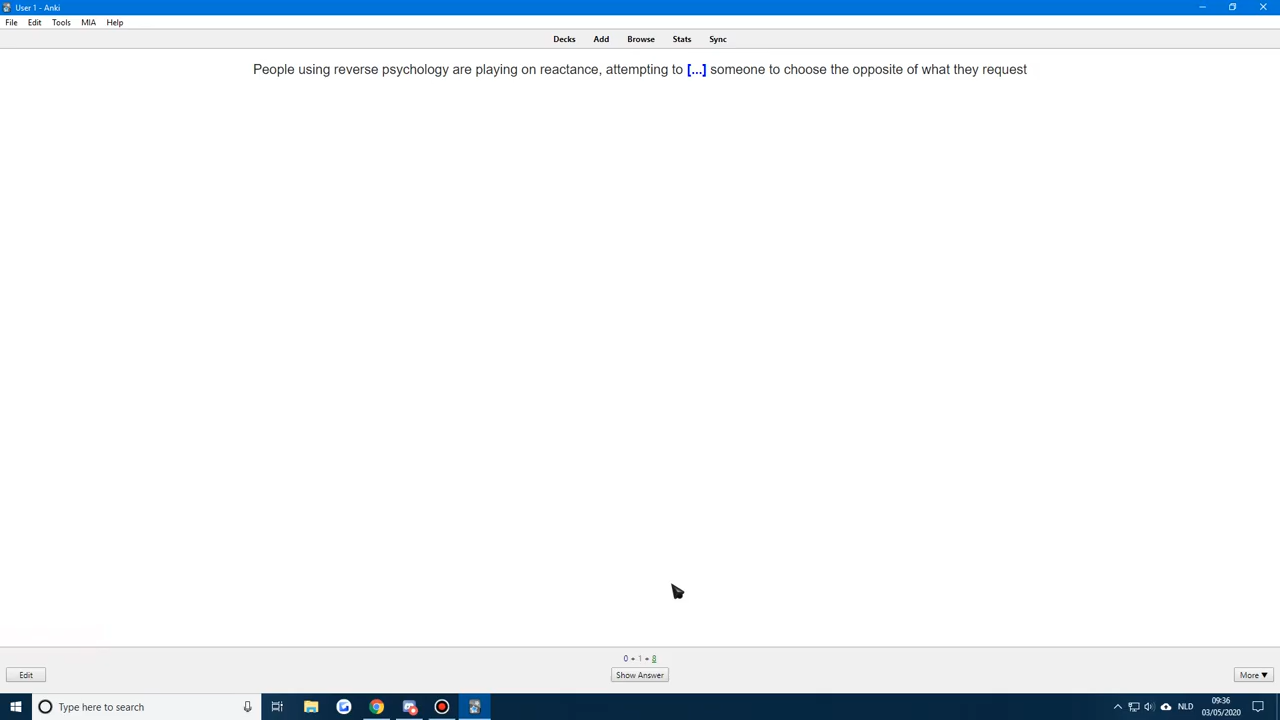 User 1 - Anki
File Edit Tools MIA Help
Decks Add Browse Stats Sync
People using reverse psychology are playing on reactance, attempting to [...] someone to choose the opposite of what they request
0 + 1 + 8
Edit Show Answer More ▼
Type here to search
NLD
09:36
03/05/2020